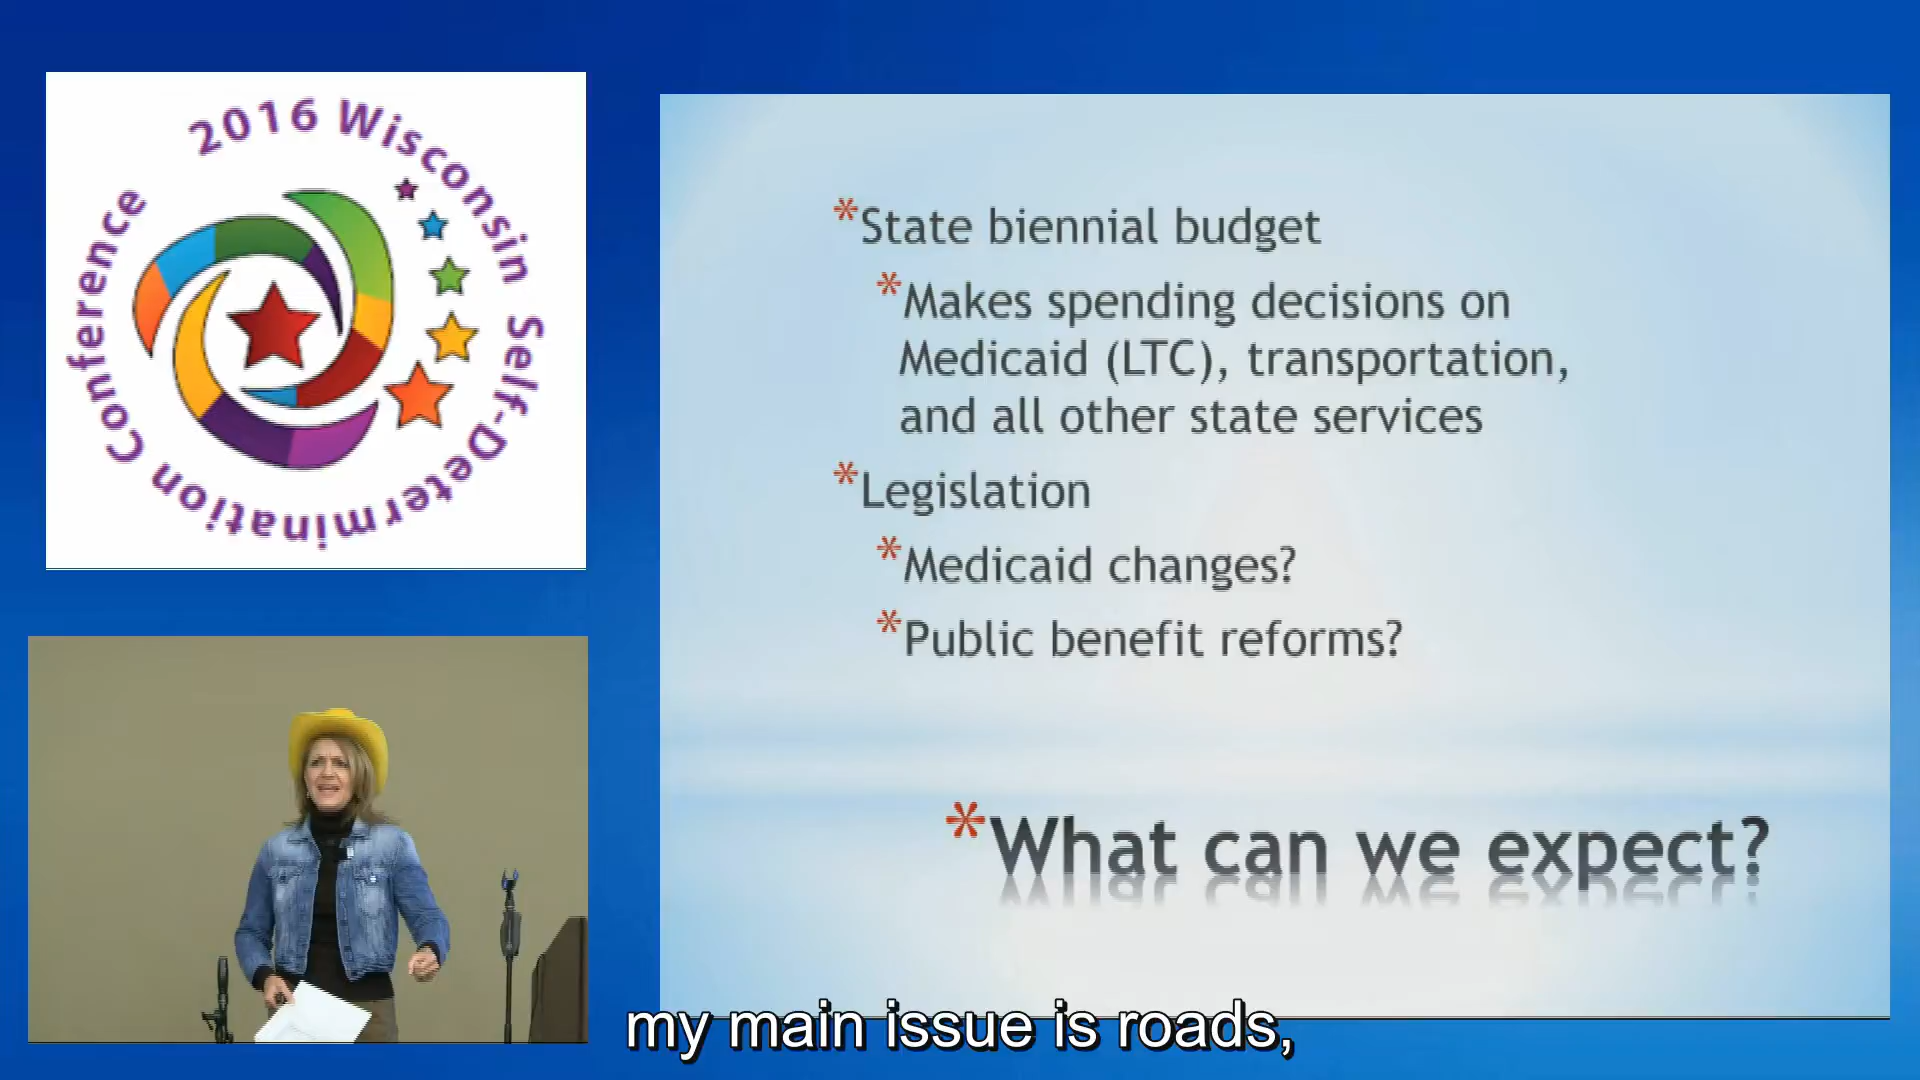 2016 Wisconsin Self-Determination Conference
*State biennial budget
*Makes spending decisions on
Medicaid (LTC), transportation,
and all other state services
*Legislation
*Medicaid changes?
*Public benefit reforms?
*What can we expect?
my main issue is roads,